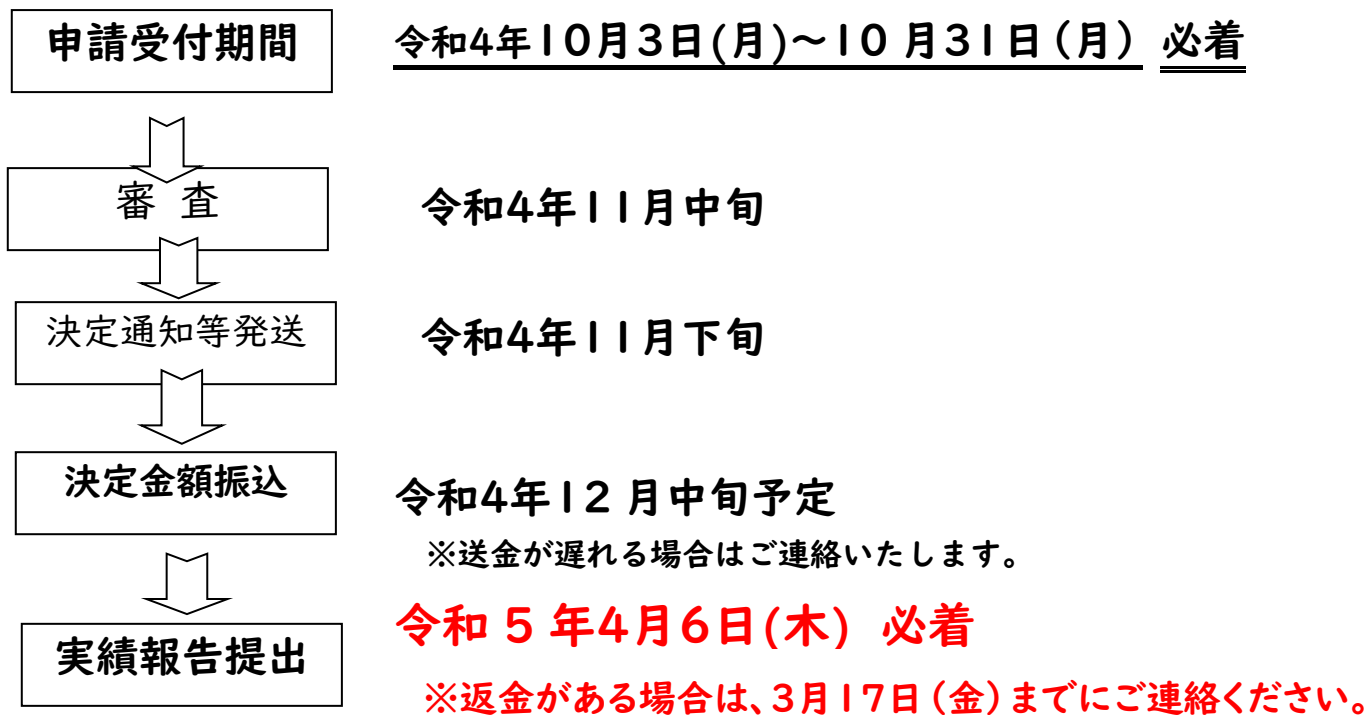 申請受付期間 令和4年10月3日(月)~10月31日(月) 必着
審 査 令和4年11月中旬
決定通知等発送 令和4年11月下旬
決定金額振込 令和4年12月中旬予定
※送金が遅れる場合はご連絡いたします。
実績報告提出 令和5年4月6日(木) 必着
※返金がある場合は、3月17日(金)までにご連絡ください。